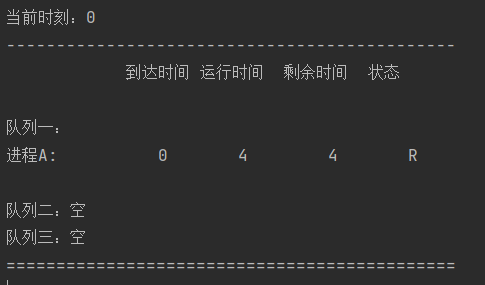 当前时刻：0
---------------------------------------------
到达时间 运行时间 剩余时间 状态
队列一：
进程A: 0 4 4 R
队列二：空
队列三：空
=============================================